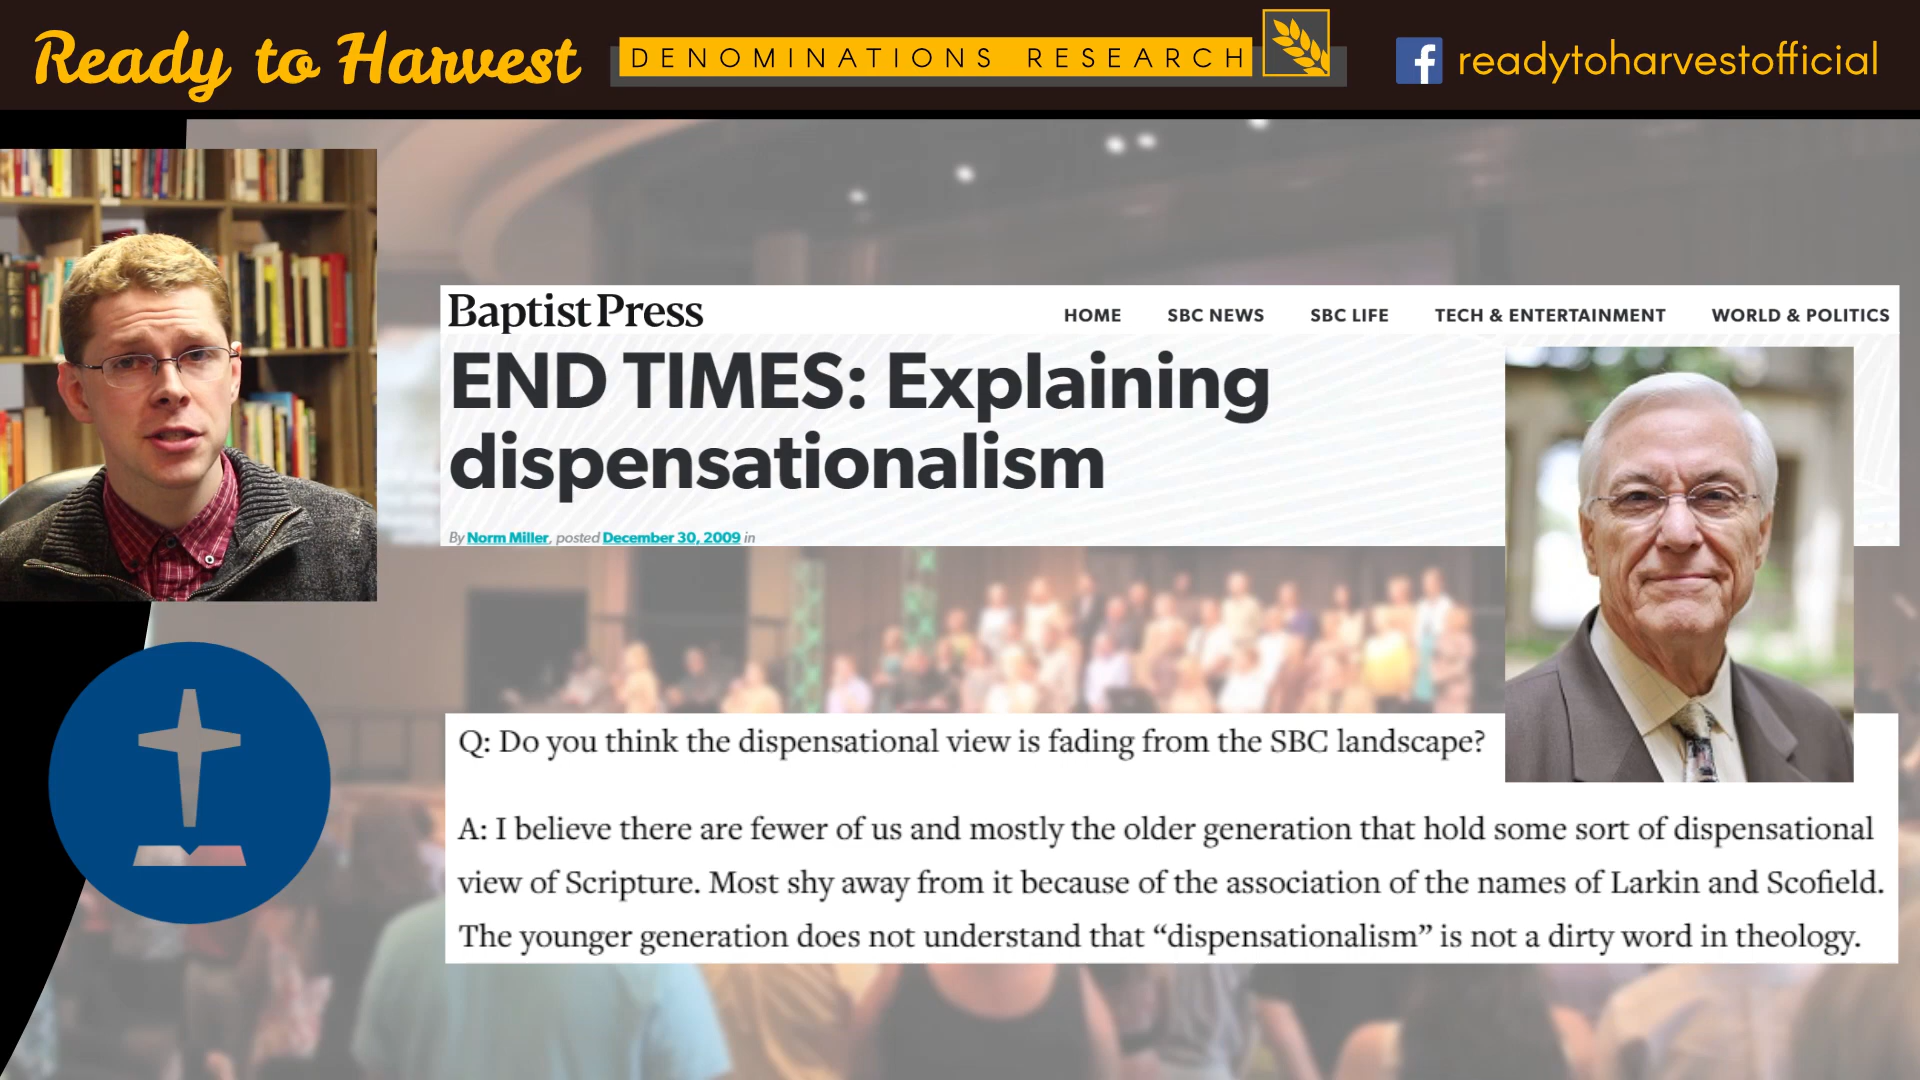 Ready to Harvest
DENOMINATIONS RESEARCH
readytoharvestofficial
Baptist Press
HOME SBC NEWS SBC LIFE TECH & ENTERTAINMENT WORLD & POLITICS
END TIMES: Explaining
dispensationalism
By Norm Miller, posted December 30, 2009 in
Q: Do you think the dispensational view is fading from the SBC landscape?
A: I believe there are fewer of us and mostly the older generation that hold some sort of dispensational
view of Scripture. Most shy away from it because of the association of the names of Larkin and Scofield.
The younger generation does not understand that “dispensationalism” is not a dirty word in theology.